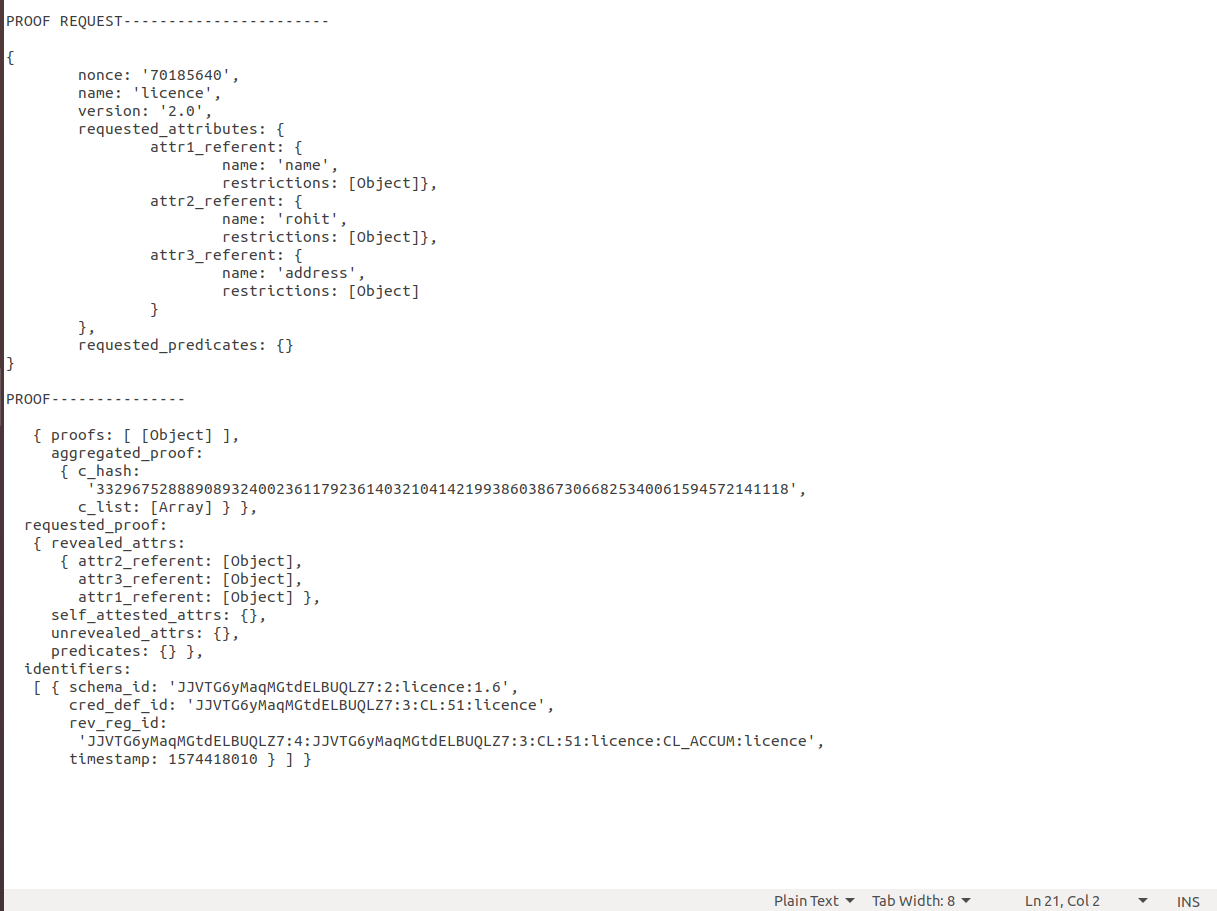 PROOF REQUEST-----------------------
{
nonce: '70185640',
name: 'licence',
version: '2.0',
requested_attributes: {
attr1_referent: {
name: 'name',
restrictions: [Object]},
attr2_referent: {
name: 'rohit',
restrictions: [Object]},
attr3_referent: {
name: 'address',
restrictions: [Object]
}
},
requested_predicates: {}
}
PROOF---------------
{ proofs: [ [Object] ],
aggregated_proof:
{ c_hash:
'33296752888908932400236117923614032104142199386038673066825340061594572141118',
c_list: [Array] } },
requested_proof:
{ revealed_attrs:
{ attr2_referent: [Object],
attr3_referent: [Object],
attr1_referent: [Object] },
self_attested_attrs: {},
unrevealed_attrs: {},
predicates: {} },
identifiers:
[ { schema_id: 'JJVTG6yMaqMGtdELBUQLZ7:2:licence:1.6',
cred_def_id: 'JJVTG6yMaqMGtdELBUQLZ7:3:CL:51:licence',
rev_reg_id:
'JJVTG6yMaqMGtdELBUQLZ7:4:JJVTG6yMaqMGtdELBUQLZ7:3:CL:51:licence:CL_ACCUM:licence',
timestamp: 1574418010 } ] }
Plain Text Tab Width: 8 Ln 21, Col 2 INS